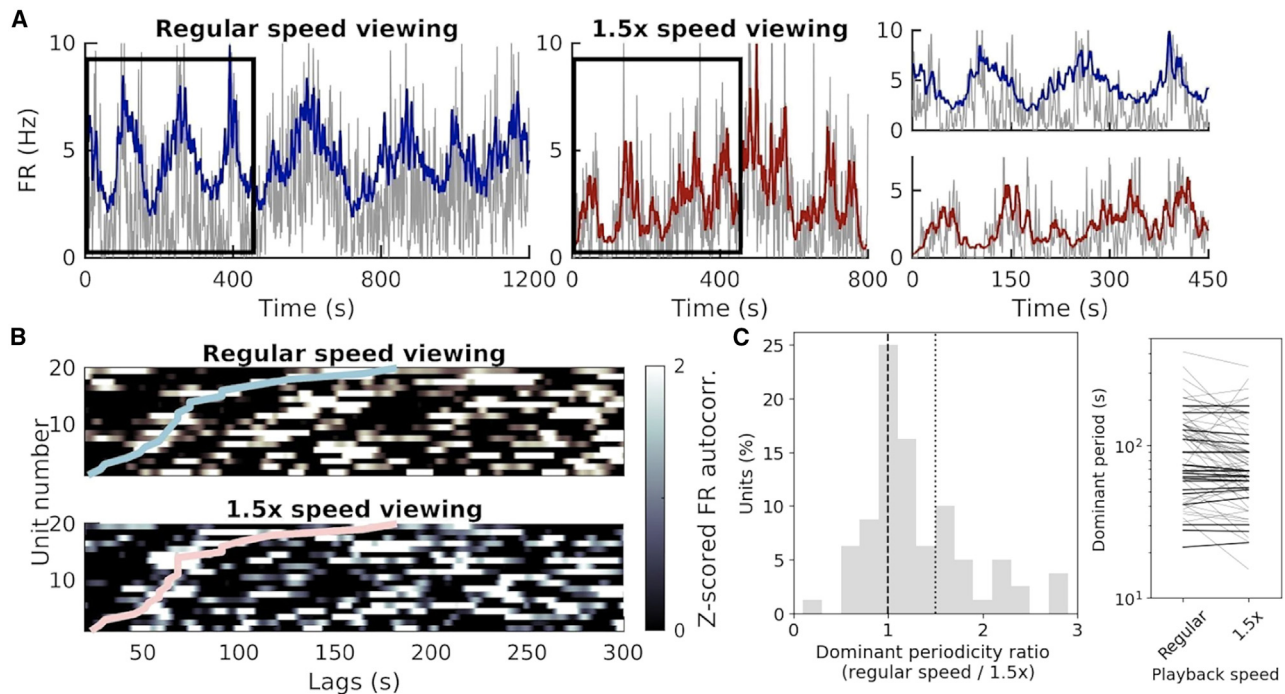 A
Regular speed viewing
1.5x speed viewing
FR (Hz)
10
5
0
0
400
800
1200
Time (s)
10
5
0
0
400
800
Time (s)
10
5
0
5
0
0
150
300
450
Time (s)
B
Regular speed viewing
20
10
1.5x speed viewing
20
10
Unit number
50
100
150
200
250
300
Lags (s)
2
0
Z-scored FR autocorr.
C
Units (%)
25
20
15
10
5
0
0
1
2
3
Dominant periodicity ratio
(regular speed / 1.5x)
Dominant period (s)
10²
10¹
Regular
1.5x
Playback speed